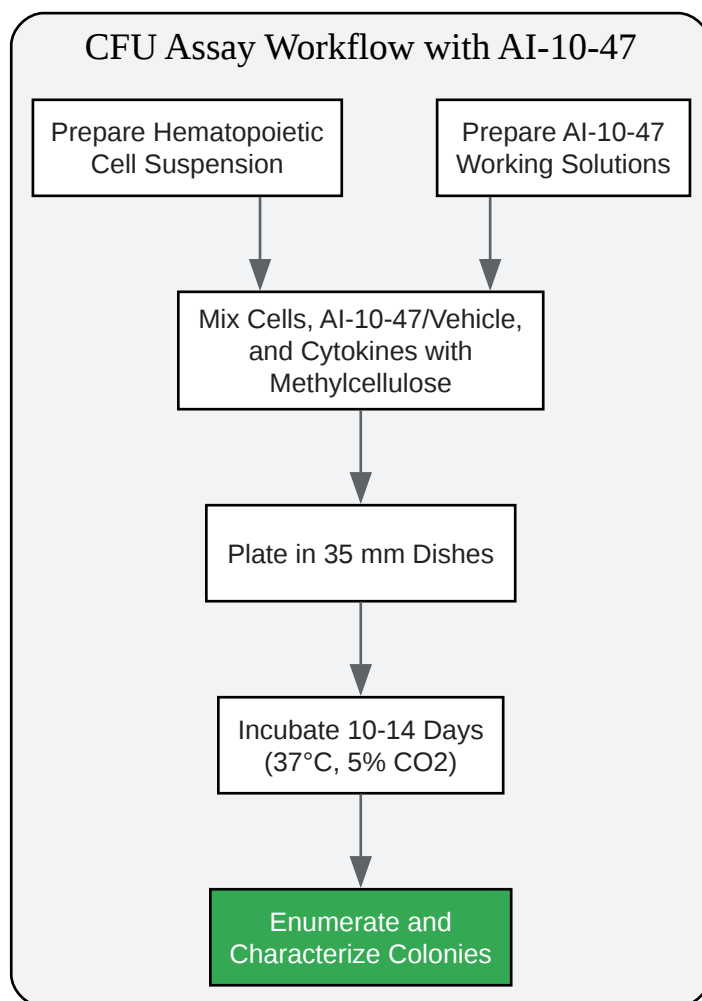 CFU Assay Workflow with AI-10-47
Prepare Hematopoietic
Cell Suspension
Prepare AI-10-47
Working Solutions
Mix Cells, AI-10-47/Vehicle,
and Cytokines with
Methylcellulose
Plate in 35 mm Dishes
Incubate 10-14 Days
(37°C, 5% CO2)
Enumerate and
Characterize Colonies